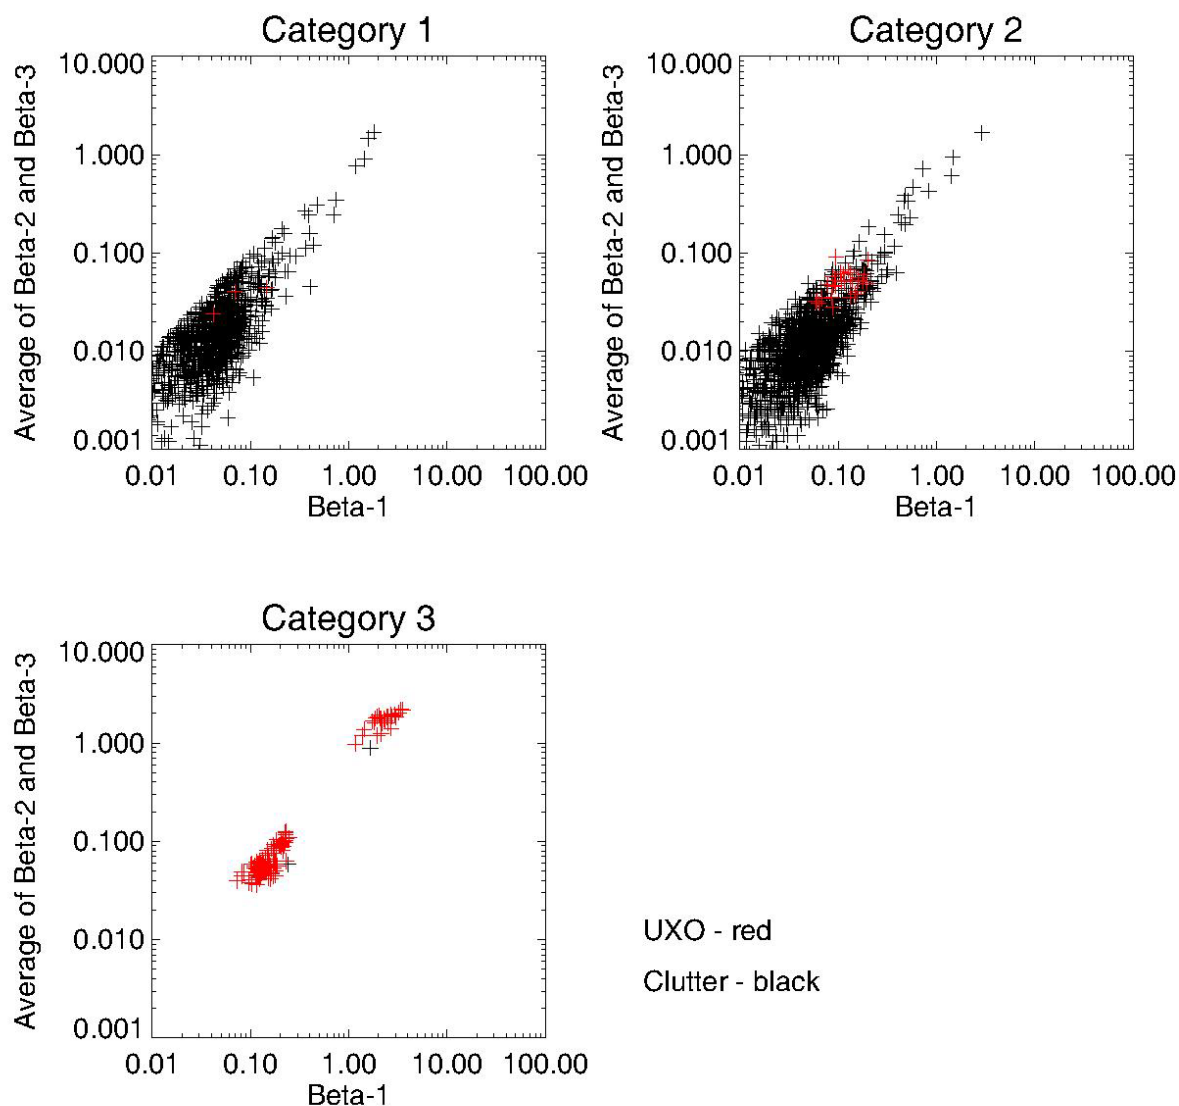 Category 1
Average of Beta-2 and Beta-3
10.000
1.000
0.100
0.010
0.001
0.01 0.10 1.00 10.00 100.00
Beta-1
Category 2
Average of Beta-2 and Beta-3
10.000
1.000
0.100
0.010
0.001
0.01 0.10 1.00 10.00 100.00
Beta-1
Category 3
Average of Beta-2 and Beta-3
10.000
1.000
0.100
0.010
0.001
0.01 0.10 1.00 10.00 100.00
Beta-1
UXO - red
Clutter - black